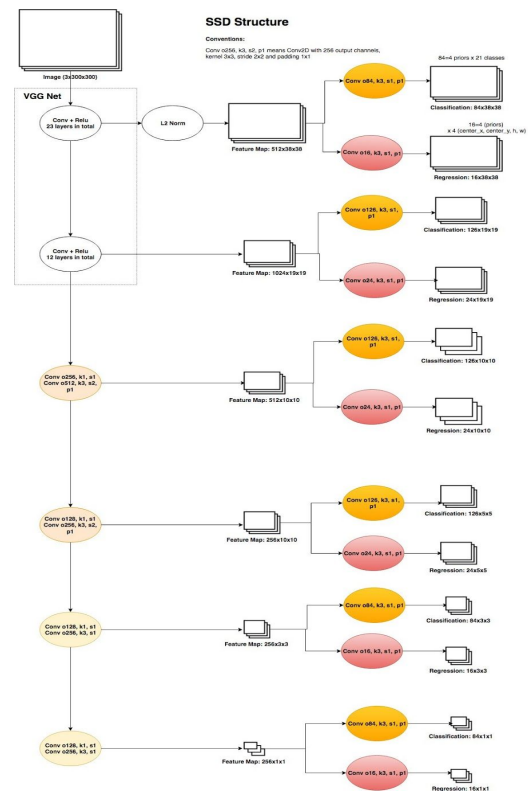 SSD Structure
Conventions:
Conv o256, k3, s2, p1 means Conv2D with 256 output channels,
kernel 3x3, stride 2x2 and padding 1x1
Image (3x300x300)
VGG Net
Conv + Relu
23 layers in total
L2 Norm
Feature Map: 512x38x38
Conv o84, k3, s1, p1
84=4 priors x 21 classes
Classification: 84x38x38
16=4 (priors)
x 4 (center_x, center_y, h, w)
Conv o16, k3, s1, p1
Regression: 16x38x38
Conv + Relu
12 layers in total
Feature Map: 1024x19x19
Conv o126, k3, s1,
p1
Classification: 126x19x19
Conv o24, k3, s1, p1
Regression: 24x19x19
Conv o256, k1, s1
Conv o512, k3, s2,
p1
Feature Map: 512x10x10
Conv o126, k3, s1,
p1
Classification: 126x10x10
Conv o24, k3, s1, p1
Regression: 24x10x10
Conv o128, k1, s1
Conv o256, k3, s2,
p1
Feature Map: 256x10x10
Conv o126, k3, s1,
p1
Classification: 126x5x5
Conv o24, k3, s1, p1
Regression: 24x5x5
Conv o128, k1, s1
Conv o256, k3, s1
Feature Map: 256x3x3
Conv o84, k3, s1, p1
Classification: 84x3x3
Conv o16, k3, s1, p1
Regression: 16x3x3
Conv o128, k1, s1
Conv o256, k3, s1
Feature Map: 256x1x1
Conv o84, k3, s1, p1
Classification: 84x1x1
Conv o16, k3, s1, p1
Regression: 16x1x1